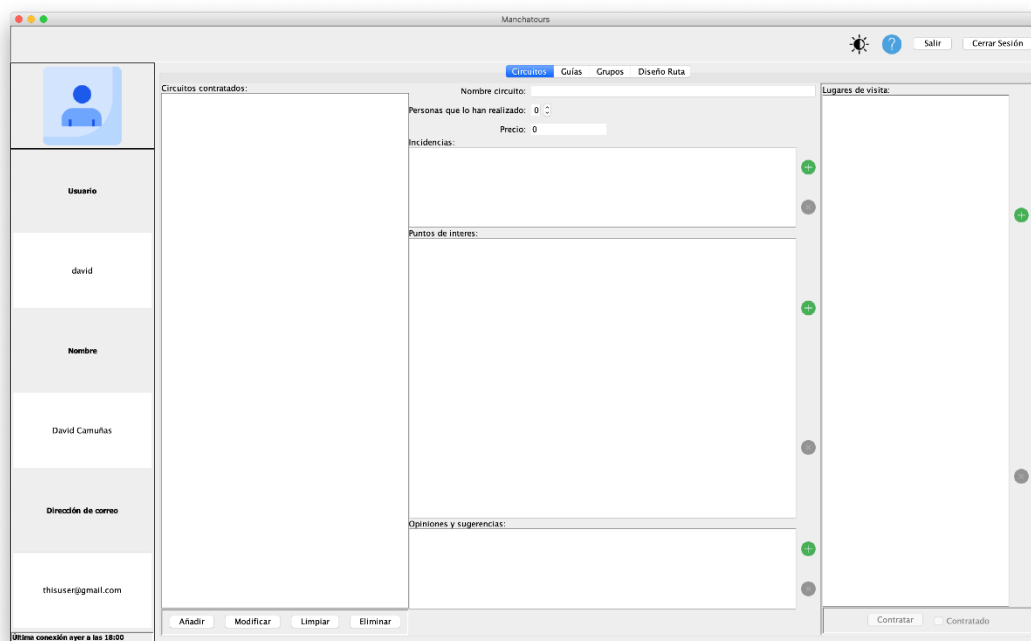 Manchatours
? Salir Cerrar Sesión
Circuitos Guías Grupos Diseño Ruta
Usuario
david
Nombre
David Camuñas
Dirección de correo
thisuser@gmail.com
Última conexión ayer a las 18:00
Circuitos contratados:
Añadir Modificar Limpiar Eliminar
Nombre circuito:
Personas que lo han realizado: 0
Precio: 0
Incidencias:
Puntos de interes:
Opiniones y sugerencias:
Lugares de visita:
Contratar Contratado